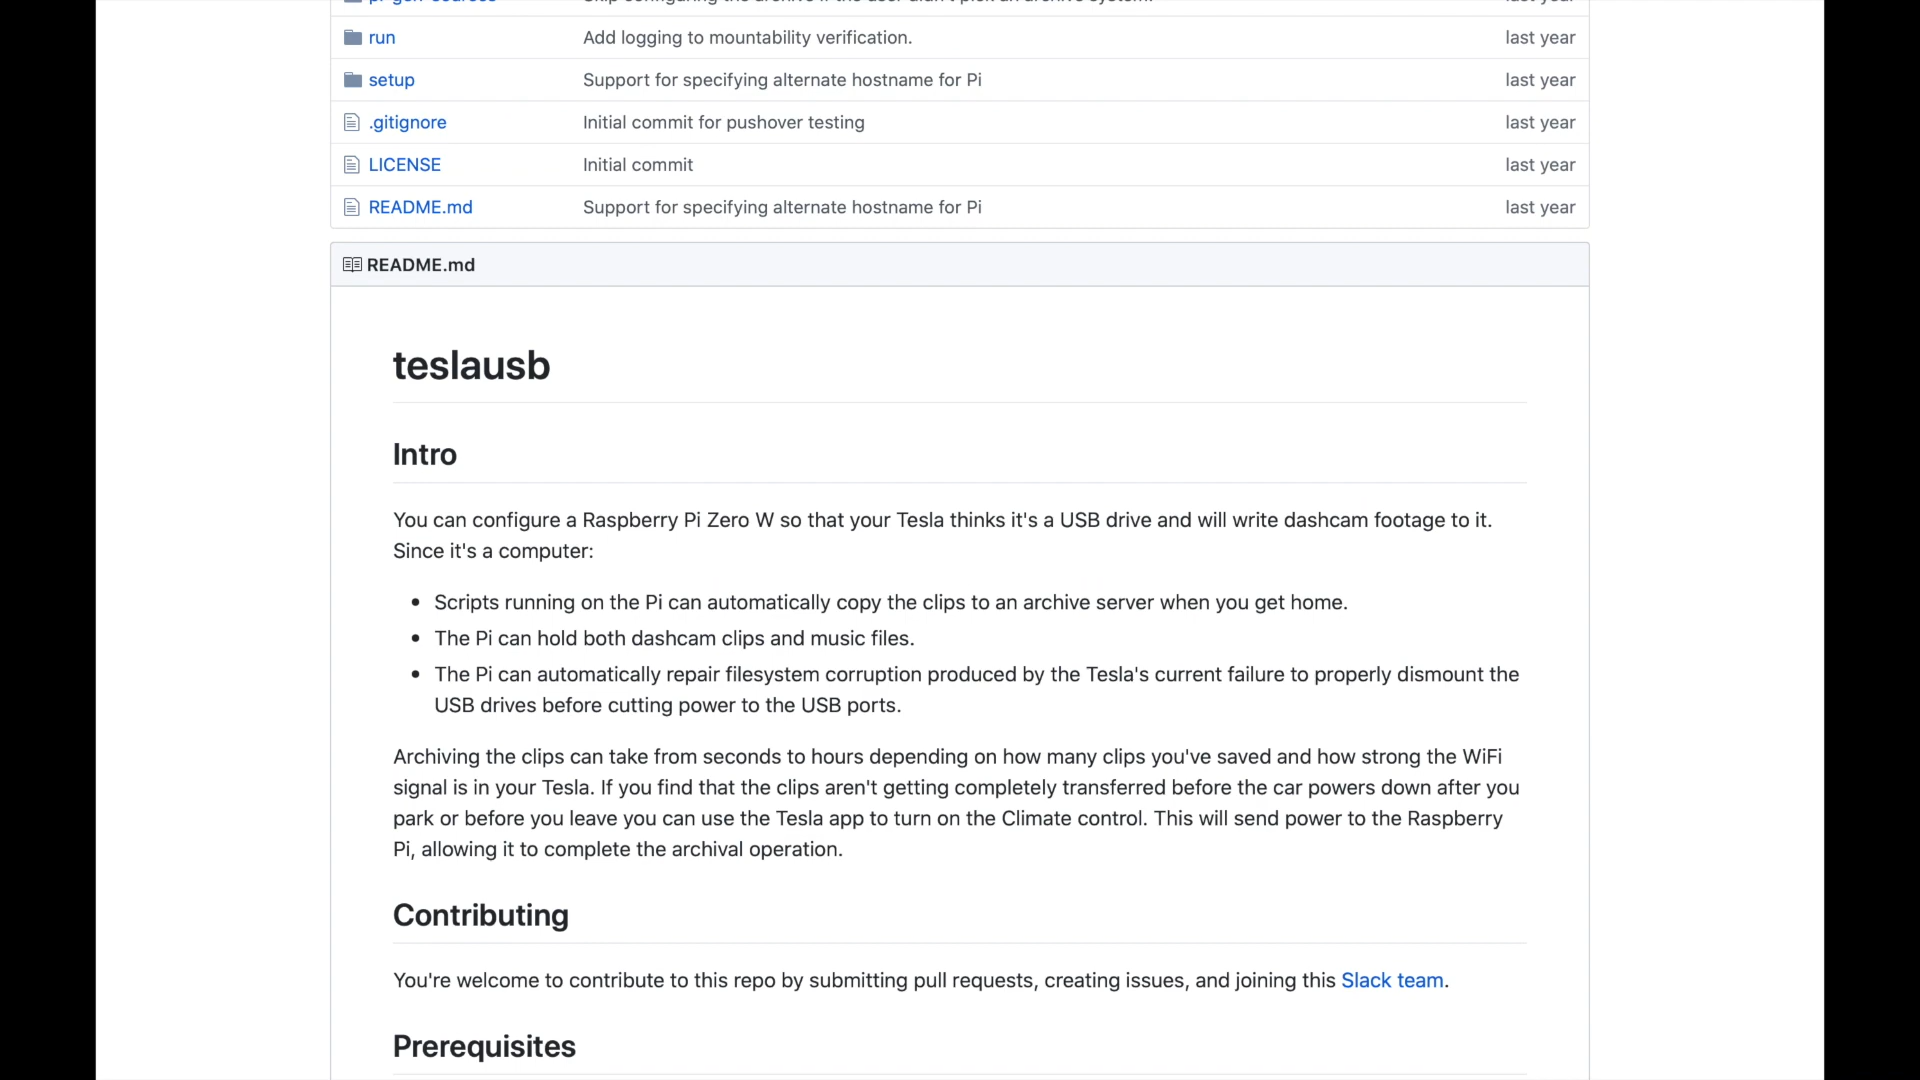 run Add logging to mountability verification. last year
setup Support for specifying alternate hostname for Pi last year
.gitignore Initial commit for pushover testing last year
LICENSE Initial commit last year
README.md Support for specifying alternate hostname for Pi last year
README.md
teslausb
Intro
You can configure a Raspberry Pi Zero W so that your Tesla thinks it's a USB drive and will write dashcam footage to it.
Since it's a computer:
• Scripts running on the Pi can automatically copy the clips to an archive server when you get home.
• The Pi can hold both dashcam clips and music files.
• The Pi can automatically repair filesystem corruption produced by the Tesla's current failure to properly dismount the
USB drives before cutting power to the USB ports.
Archiving the clips can take from seconds to hours depending on how many clips you've saved and how strong the WiFi
signal is in your Tesla. If you find that the clips aren't getting completely transferred before the car powers down after you
park or before you leave you can use the Tesla app to turn on the Climate control. This will send power to the Raspberry
Pi, allowing it to complete the archival operation.
Contributing
You're welcome to contribute to this repo by submitting pull requests, creating issues, and joining this Slack team.
Prerequisites